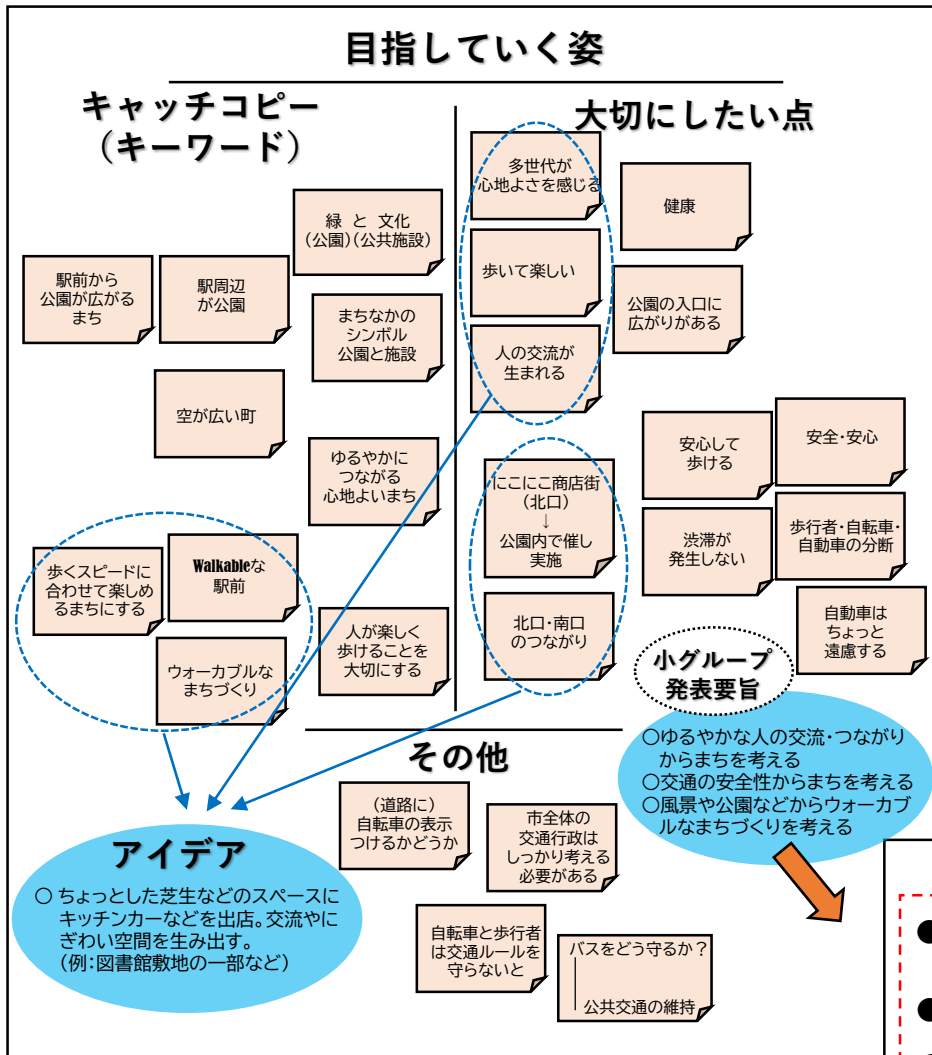 目指していく姿
キャッチコピー
(キーワード)
緑 と 文化
(公園)(公共施設)
駅前から
公園が広がる
まち
駅周辺
が公園
まちなかの
シンボル
公園と施設
空が広い町
ゆるやかに
つながる
心地よいまち
歩くスピードに
合わせて楽しめ
るまちにする
Walkableな
駅前
ウォーカブルな
まちづくり
人が楽しく
歩けることを
大切にする
大切にしたい点
多世代が
心地よさを感じる
健康
歩いて楽しい
公園の入口に
広がりがある
人の交流が
生まれる
安心して
歩ける
安全・安心
にこにこ商店街
(北口)
↓
公園内で催し
実施
渋滞が
発生しない
歩行者・自転車・
自動車の分断
北口・南口
のつながり
自動車は
ちょっと
遠慮する
小グループ
発表要旨
○ゆるやかな人の交流・つながり
からまちを考える
○交通の安全性からまちを考える
○風景や公園などからウォーカブ
ルなまちづくりを考える
その他
(道路に)
自転車の表示
つけるかどうか
市全体の
交通行政は
しっかり考える
必要がある
自転車と歩行者
は交通ルールを
守らないと
バスをどう守るか？
公共交通の維持
アイデア
○ ちょっとした芝生などのスペースに
キッチンカーなどを出店。交流やに
ぎわい空間を生み出す。
(例:図書館敷地の一部など)